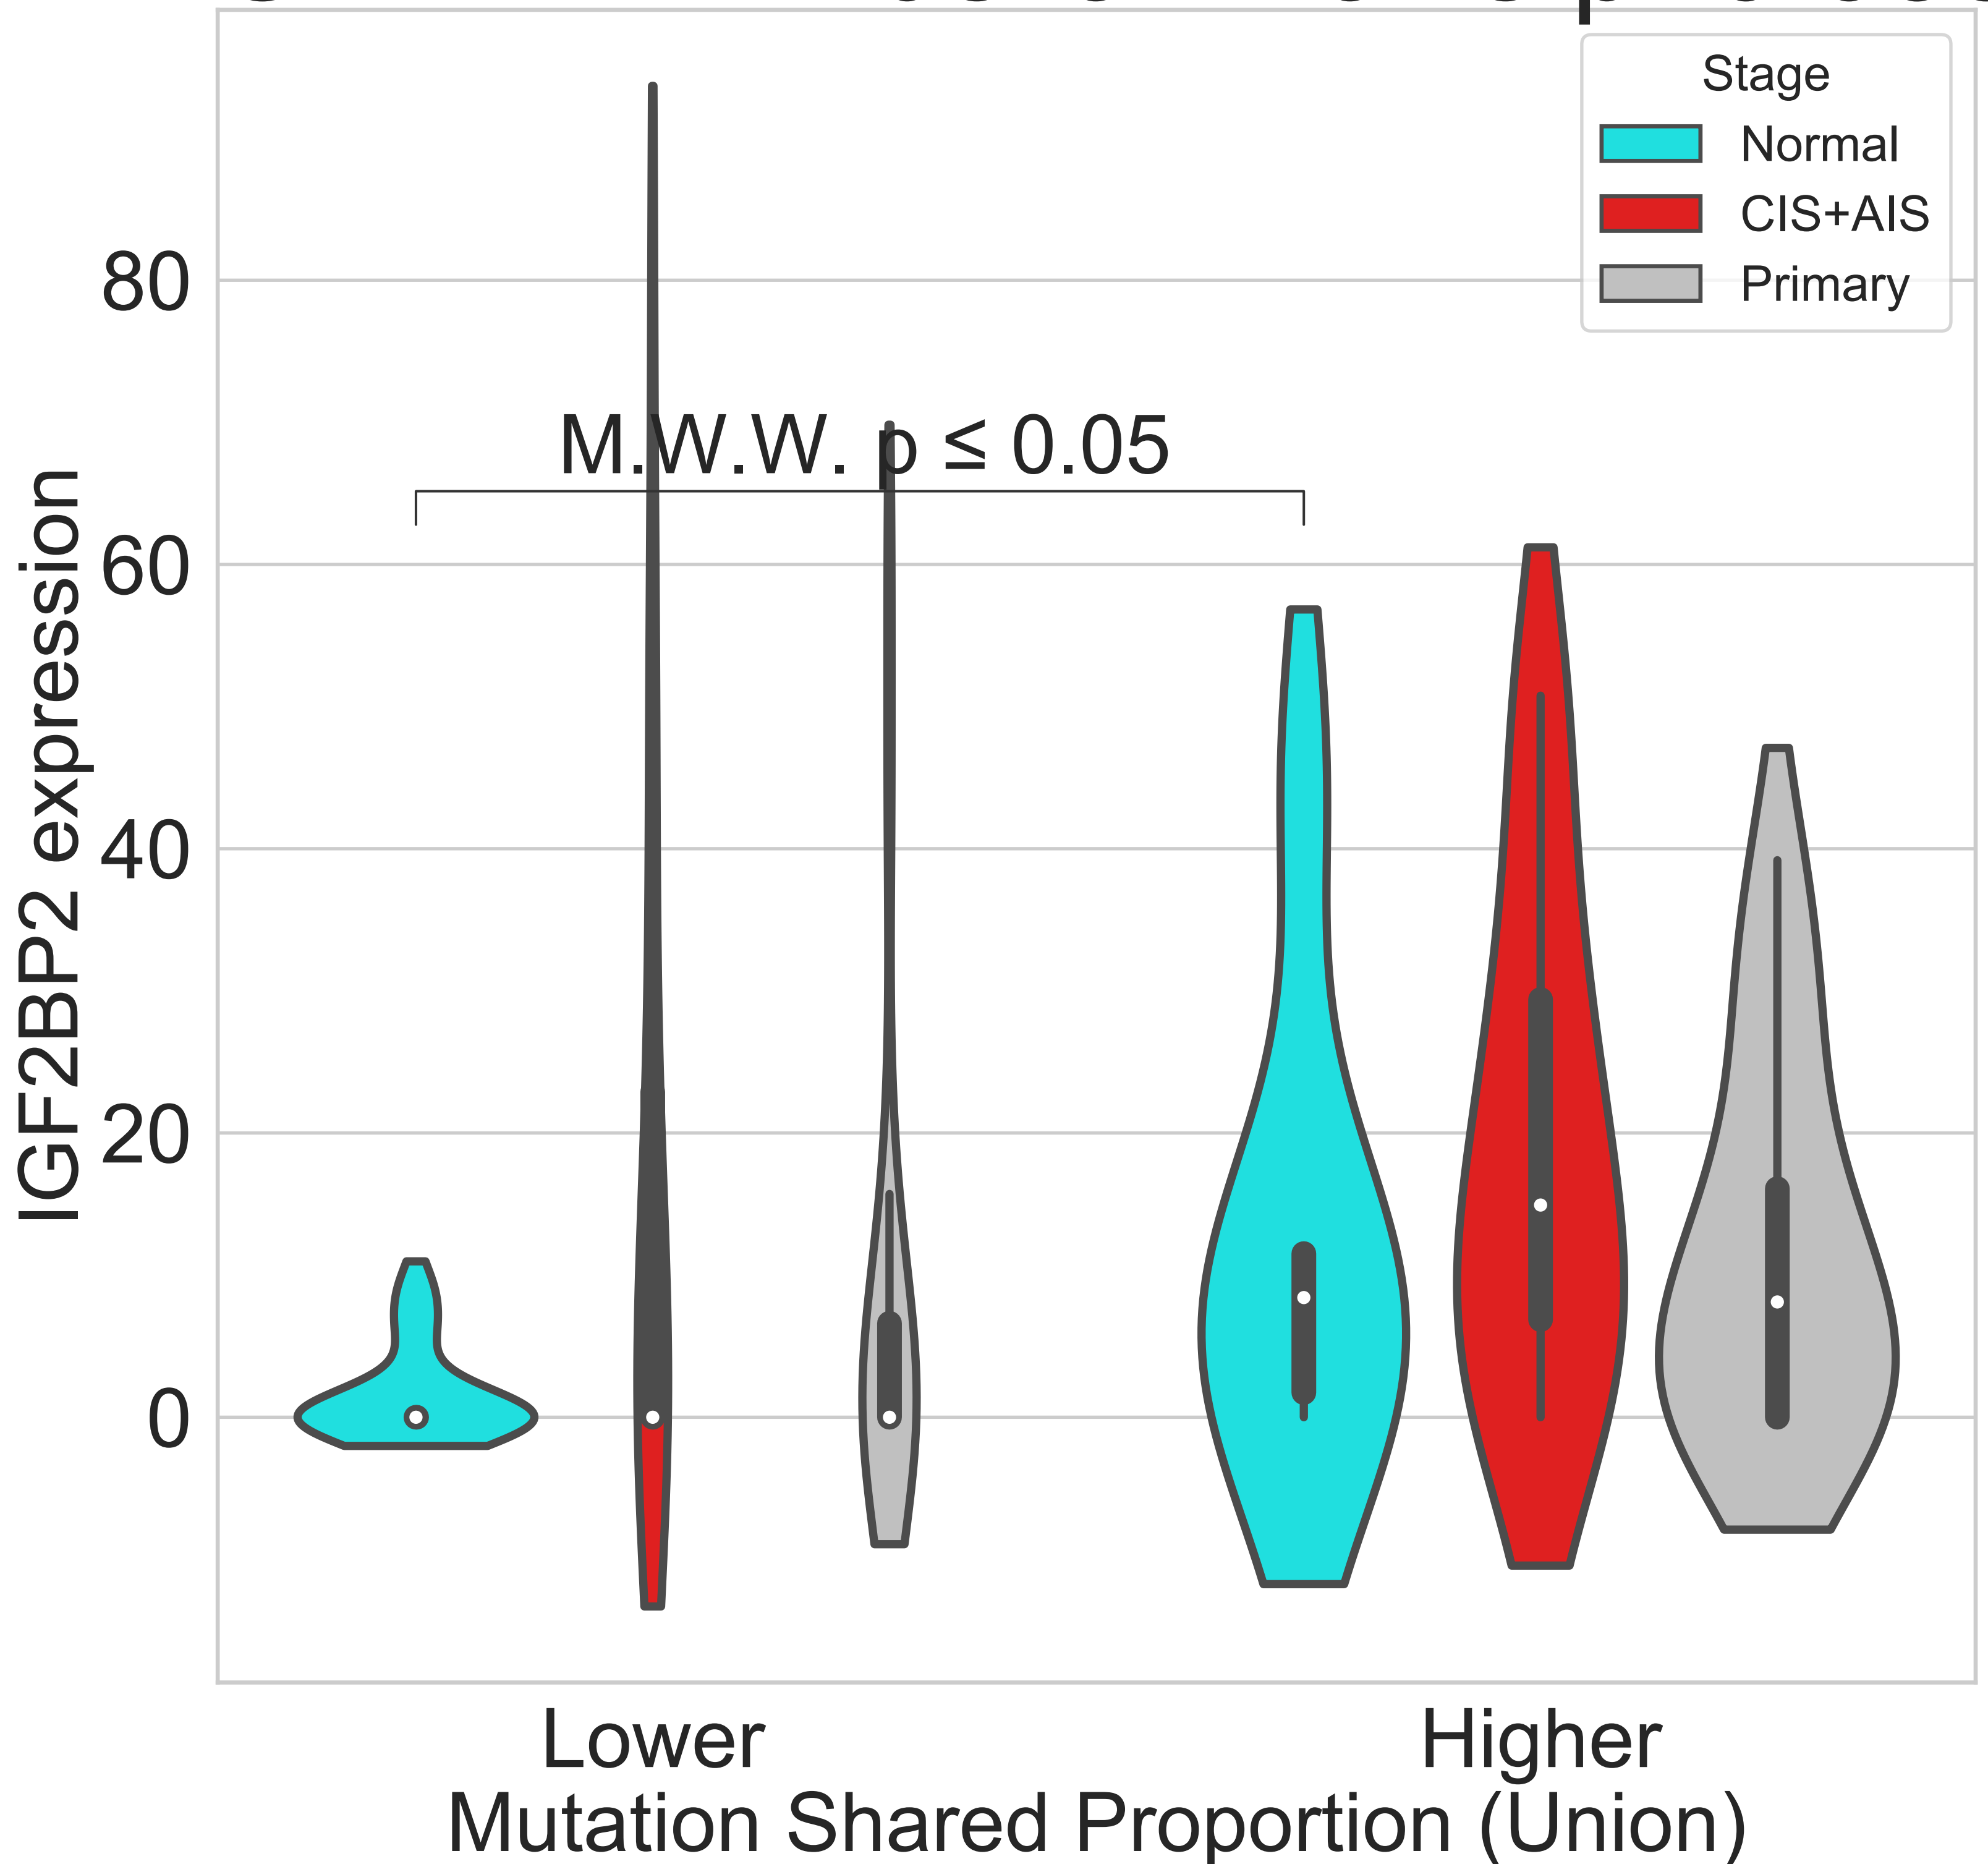 Stage
Normal
CIS+AIS
Primary
80
60
40
20
0
IGF2BP2 expression
M.W.W. p ≤ 0.05
Lower
Higher
Mutation Shared Proportion (Union)